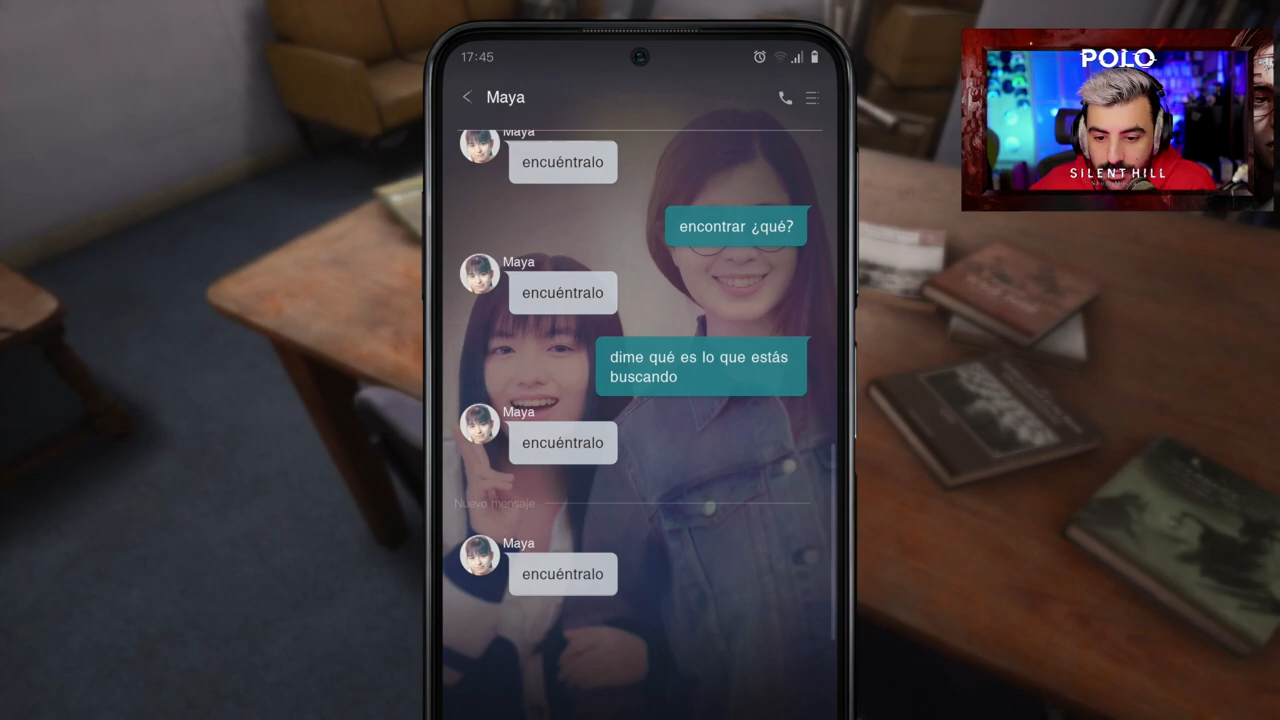 17:45
POLO
Maya
Maya
encuéntralo
SILENT HILL
encontrar ¿qué?
Maya
encuéntralo
dime qué es lo que estás
buscando
Maya
encuéntralo
Nuevo mensaje
Maya
encuéntralo